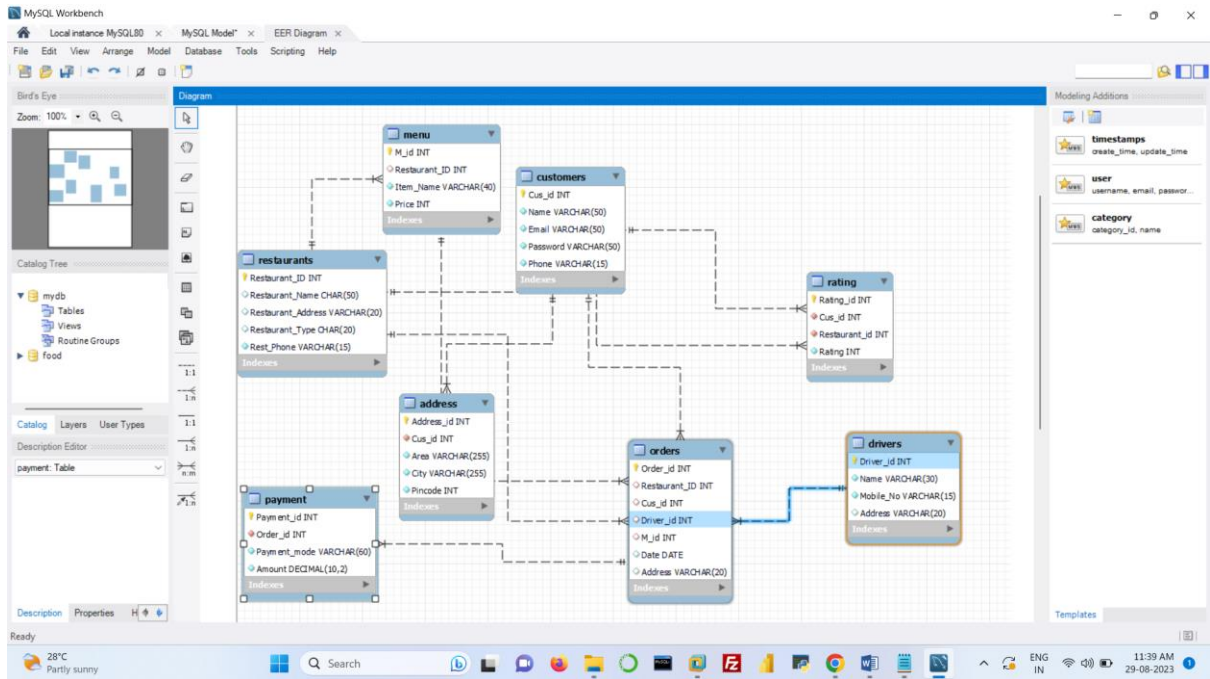 MySQL Workbench
Local instance MySQL80 × MySQL Model* × EER Diagram ×
File Edit View Arrange Model Database Tools Scripting Help
Bird's Eye
Zoom: 100%
Catalog Tree
mydb
Tables
Views
Routine Groups
food
Catalog Layers User Types
Description Editor
payment: Table
Description Properties H
Diagram
1:1
1:n
1:1
1:n
n:m
1:n
menu
M_id INT
Restaurant_ID INT
Item_Name VARCHAR(40)
Price INT
Indexes
customers
Cus_id INT
Name VARCHAR(50)
Email VARCHAR(50)
Password VARCHAR(50)
Phone VARCHAR(15)
Indexes
restaurants
Restaurant_ID INT
Restaurant_Name CHAR(50)
Restaurant_Address VARCHAR(20)
Restaurant_Type CHAR(20)
Rest_Phone VARCHAR(15)
Indexes
rating
Rating_id INT
Cus_id INT
Restaurant_id INT
Rating INT
Indexes
address
Address_id INT
Cus_id INT
Area VARCHAR(255)
City VARCHAR(255)
Pincode INT
Indexes
orders
Order_id INT
Restaurant_ID INT
Cus_id INT
Driver_id INT
M_id INT
Date DATE
Address VARCHAR(20)
Indexes
drivers
Driver_id INT
Name VARCHAR(30)
Mobile_No VARCHAR(15)
Address VARCHAR(20)
Indexes
payment
Payment_id INT
Order_id INT
Payment_mode VARCHAR(60)
Amount DECIMAL(10,2)
Indexes
Modeling Additions
timestamps
create_time, update_time
user
username, email, passwor...
category
category_id, name
Templates
Ready
28°C
Partly sunny
Search
ENG
IN
11:39 AM
29-08-2023